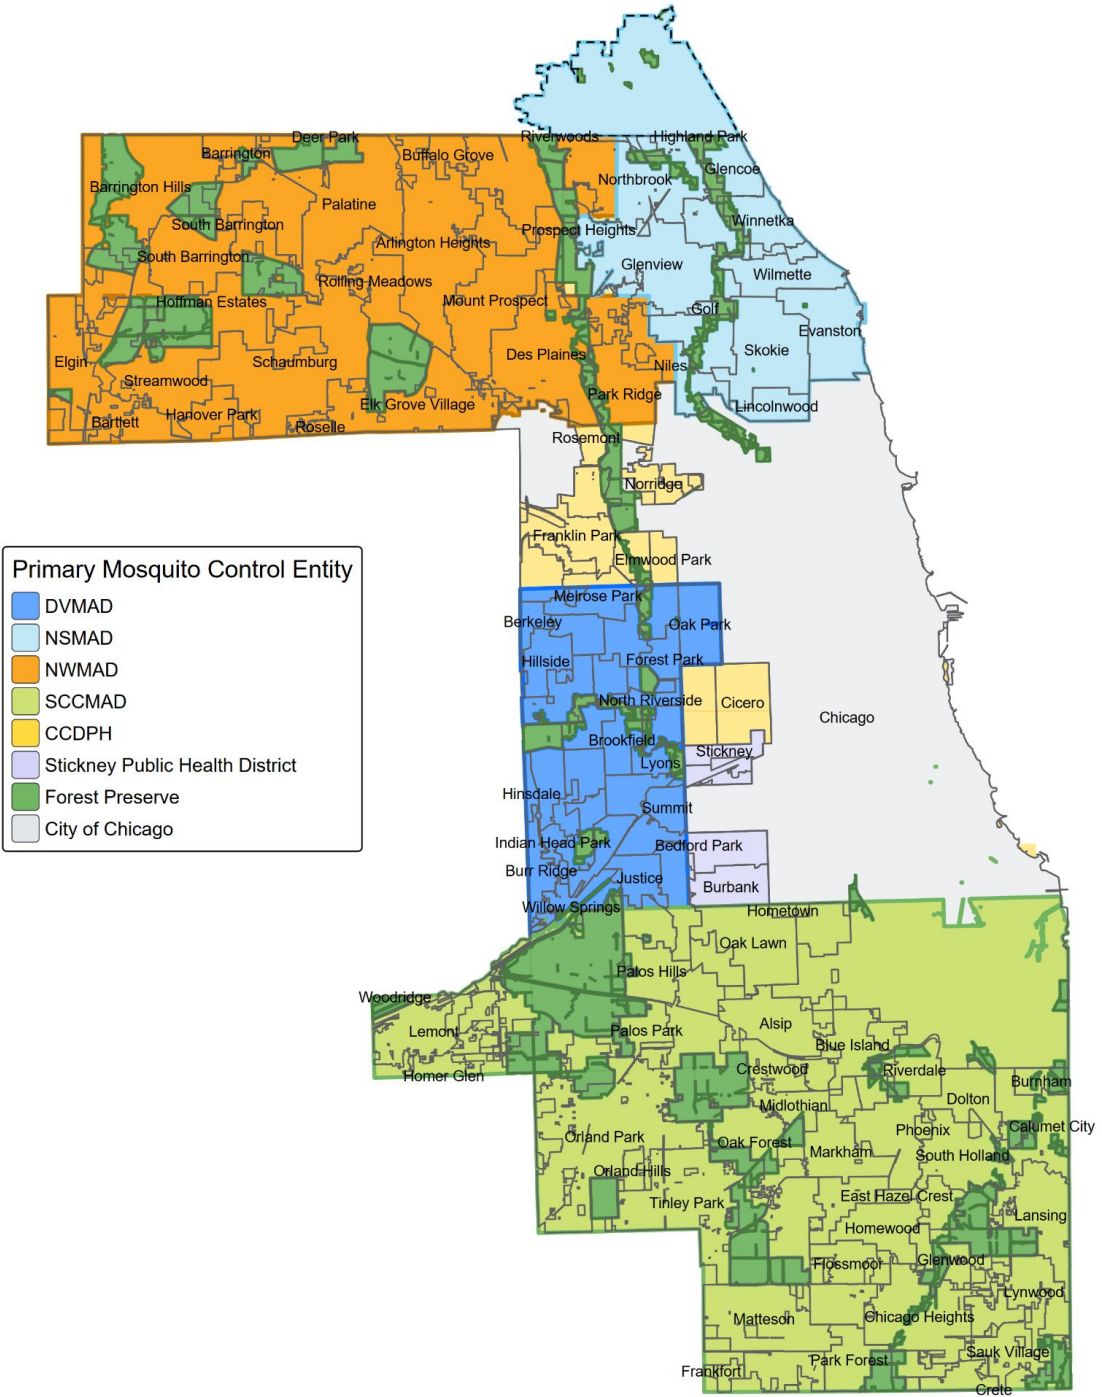 Deer Park
Riverwoods
Highland Park
Barrington
Buffalo Grove
Glencoe
Barrington Hills
Northbrook
Palatine
South Barrington
Winnetka
Prospect Heights
Arlington Heights
South Barrington
Glenview
Wilmette
Rolling Meadows
Hoffman Estates
Mount Prospect
Golf
Evanston
Skokie
Elgin
Schaumburg
Des Plaines
Niles
Streamwood
Park Ridge
Elk Grove Village
Lincolnwood
Hanover Park
Bartlett
Roselle
Rosemont
Norridge
Franklin Park
Elmwood Park
Primary Mosquito Control Entity
DVMAD
NSMAD
NWMAD
SCCMAD
CCDPH
Stickney Public Health District
Forest Preserve
City of Chicago
Melrose Park
Berkeley
Oak Park
Hillside
Forest Park
North Riverside
Cicero
Chicago
Brookfield
Stickney
Lyons
Hinsdale
Summit
Indian Head Park
Bedford Park
Burr Ridge
Justice
Burbank
Willow Springs
Hometown
Oak Lawn
Palos Hills
Woodridge
Lemont
Palos Park
Alsip
Blue Island
Homer Glen
Crestwood
Riverdale
Burnham
Midlothian
Dolton
Calumet City
Orland Park
Oak Forest
Phoenix
Markham
South Holland
Orland Hills
Tinley Park
East Hazel Crest
Lansing
Homewood
Flossmoor
Glenwood
Lynwood
Matteson
Chicago Heights
Sauk Village
Park Forest
Frankfort
Crete